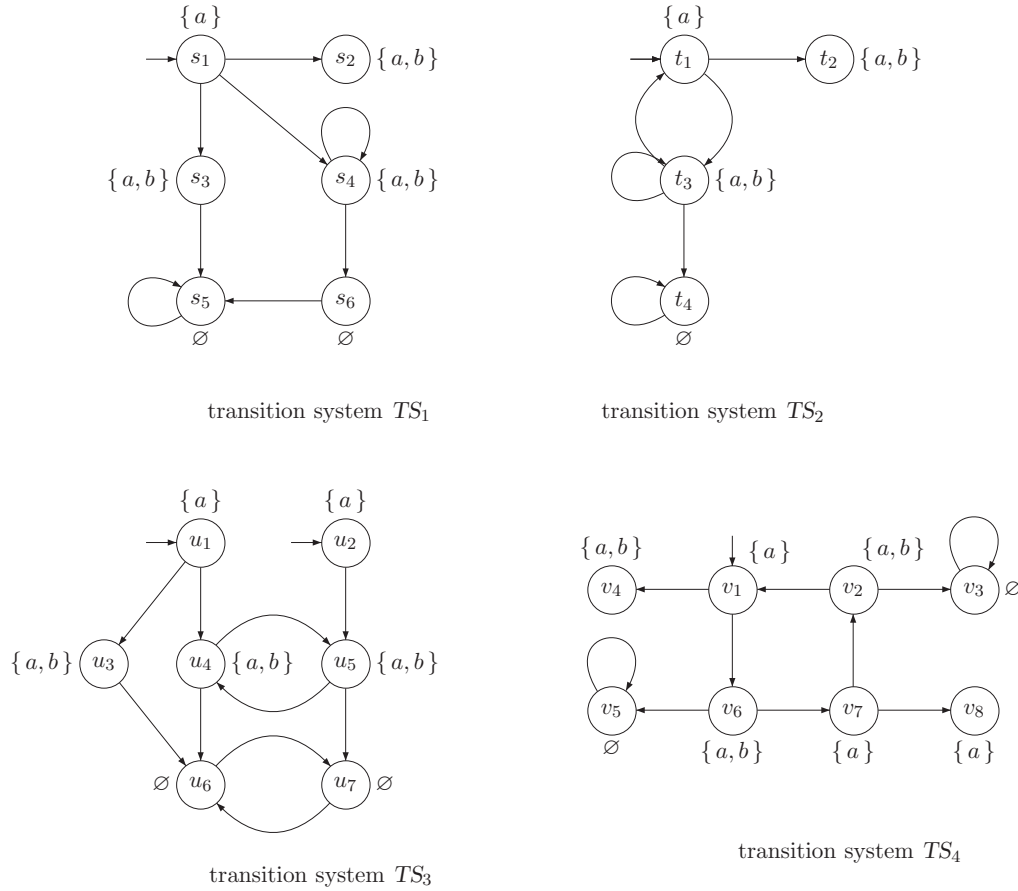 { a } { a }
s1 s2 { a, b } t1 t2 { a, b }
{ a, b } s3 s4 { a, b } t3 { a, b }
s5 s6 t4
∅ ∅ ∅
transition system TS1 transition system TS2
{ a } { a }
u1 u2
{ a, b } { a } { a, b }
v4 v1 v2 v3 ∅
{ a, b } u3 u4 { a, b } u5 { a, b }
v5 v6 v7 v8
∅ { a, b } { a } { a }
∅ u6 u7 ∅
transition system TS4
transition system TS3